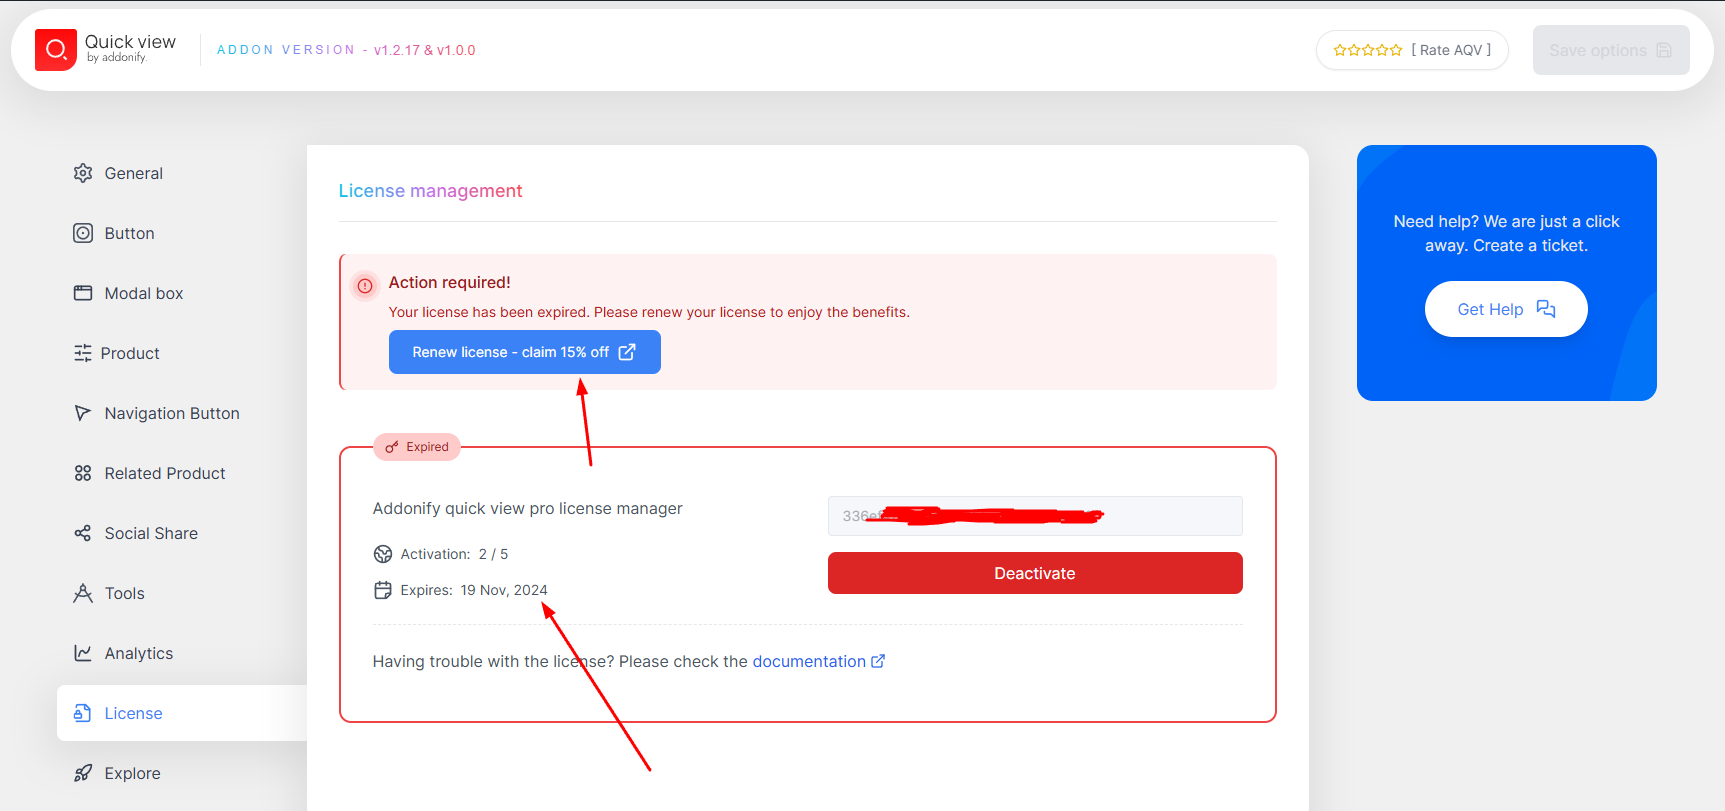 Quick view
by addonify.
ADDON VERSION - v1.2.17 & v1.0.0
[ Rate AQV ]
Save options
General
Button
Modal box
Product
Navigation Button
Related Product
Social Share
Tools
Analytics
License
Explore
License management
Action required!
Your license has been expired. Please renew your license to enjoy the benefits.
Renew license - claim 15% off
Expired
Addonify quick view pro license manager
Activation: 2 / 5
Expires: 19 Nov, 2024
336ef
Deactivate
Having trouble with the license? Please check the documentation
Need help? We are just a click
away. Create a ticket.
Get Help